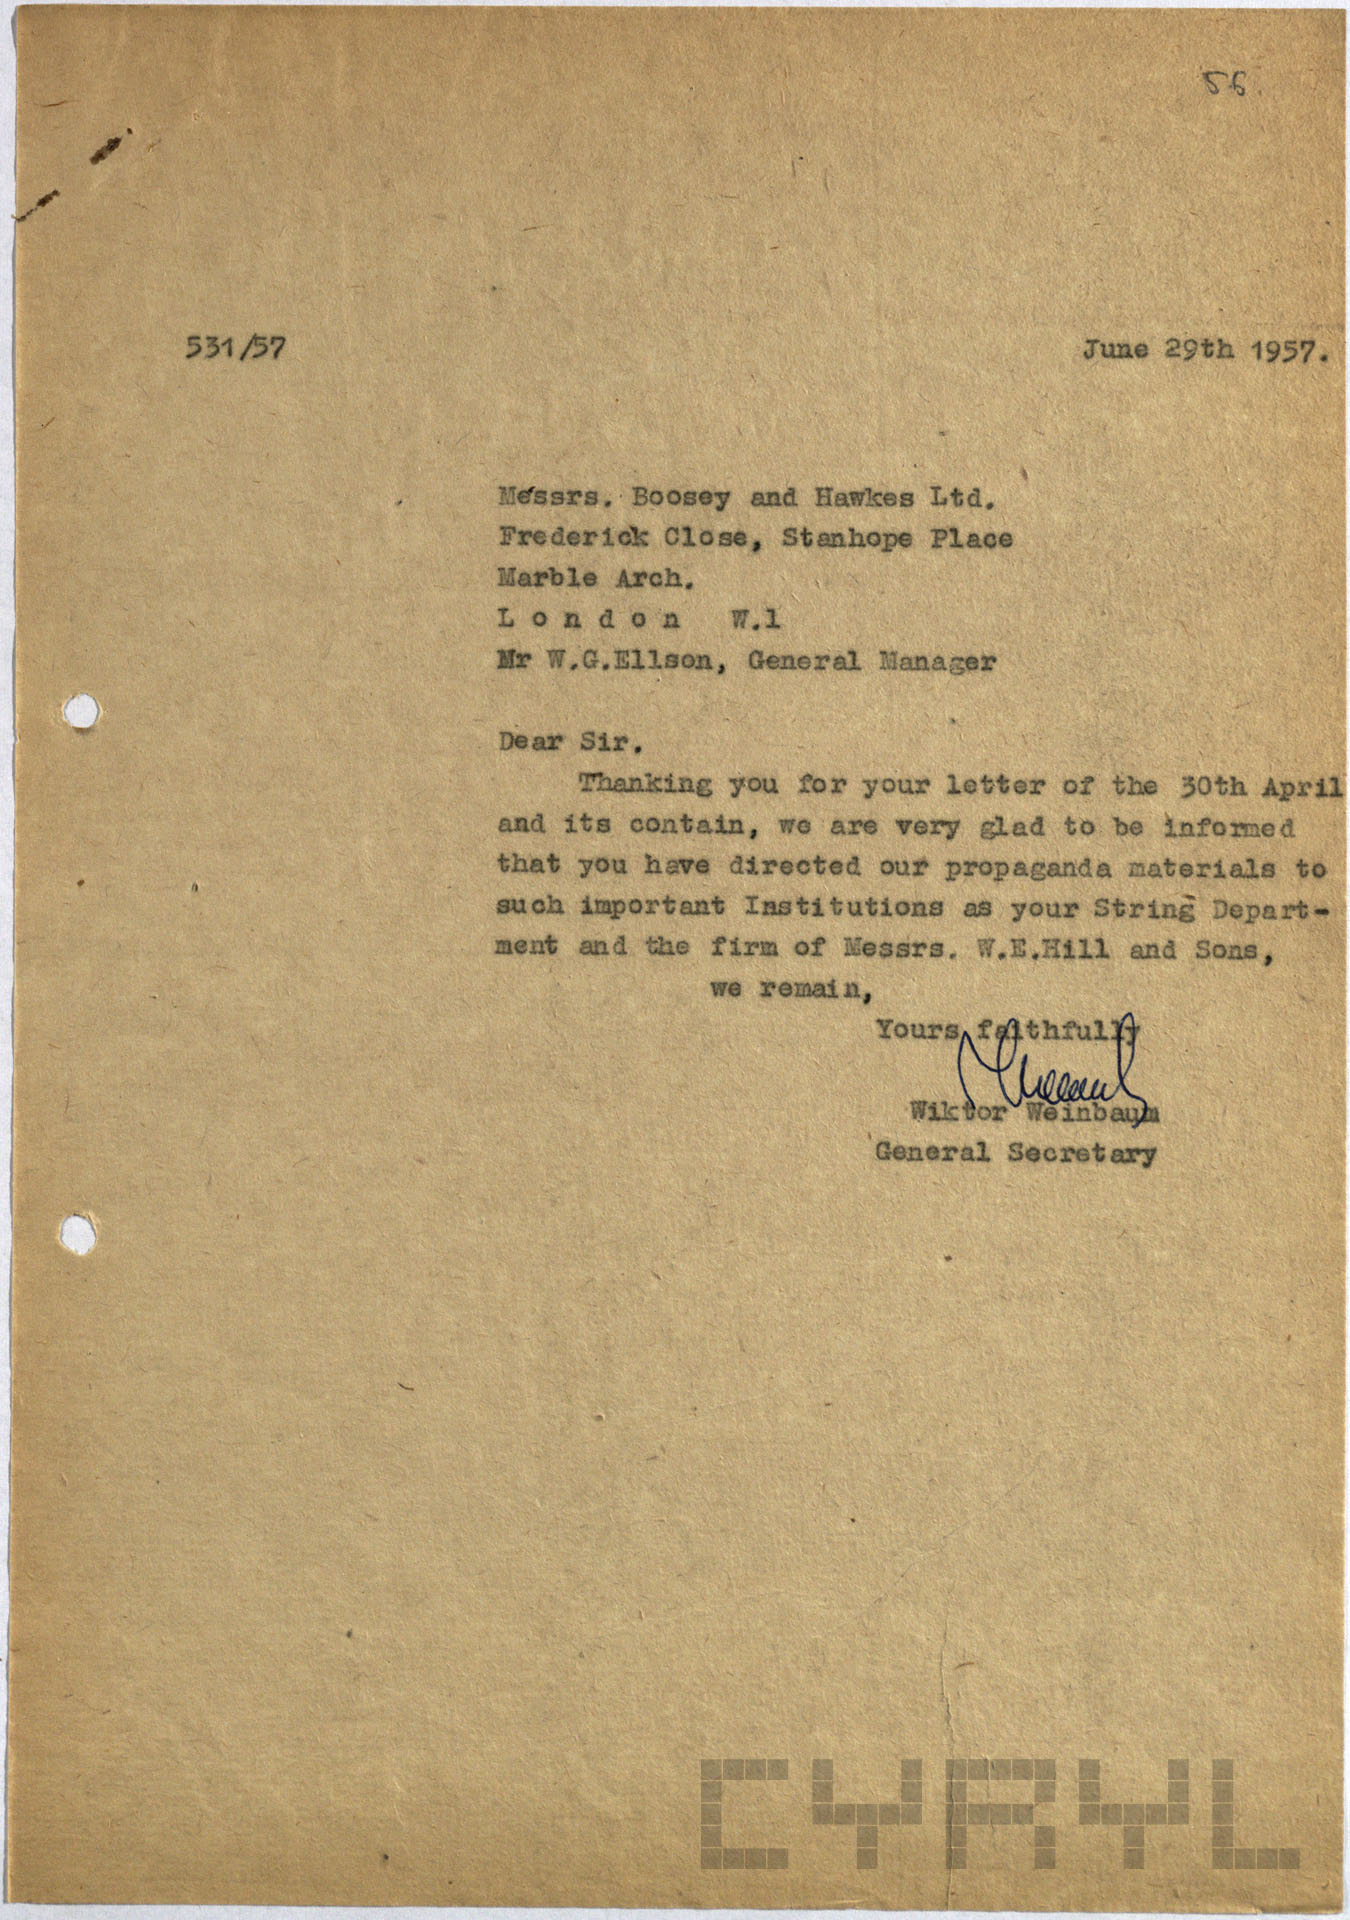 56
531/57
June 29th 1957.
Messrs. Boosey and Hawkes Ltd.
Frederick Close, Stanhope Place
Marble Arch.
L o n d o n W.1
Mr W.G.Ellson, General Manager
Dear Sir.
Thanking you for your letter of the 30th April
and its contain, we are very glad to be informed
that you have directed our propaganda materials to
such important Institutions as your String Depart-
ment and the firm of Messrs. W.E.Hill and Sons,
we remain,
Yours faithfully
Wiktor Weinbaum
General Secretary
CYRYL